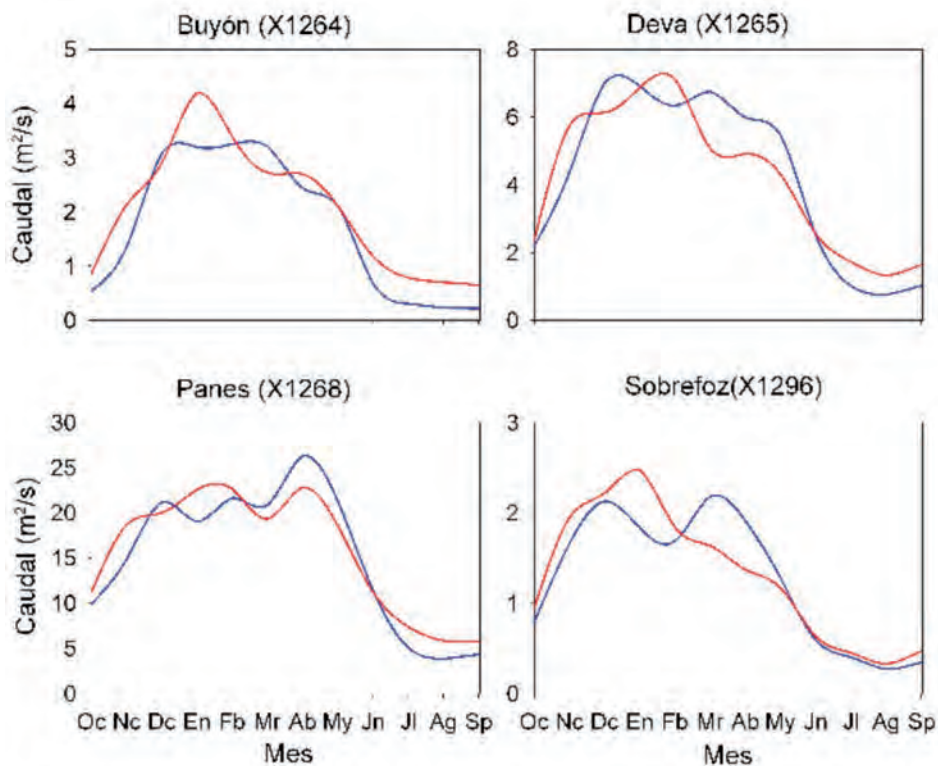 Buyón (X1264)
Deva (X1265)
Caudal (m²/s)
5
4
3
2
1
0
8
6
4
2
0
Panes (X1268)
Sobrefoz(X1296)
Caudal (m²/s)
30
25
20
15
10
5
0
3
2
1
0
Oc Nc Dc En Fb Mr Ab My Jn Jl Ag Sp
Oc Nc Dc En Fb Mr Ab My Jn Jl Ag Sp
Mes
Mes